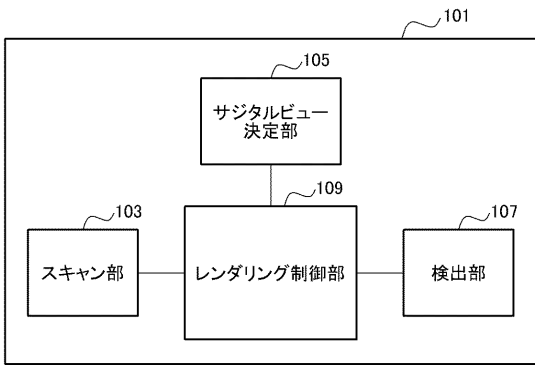 101
105
サジタルビュー
決定部
109
103
107
スキャン部
レンダリング制御部
検出部